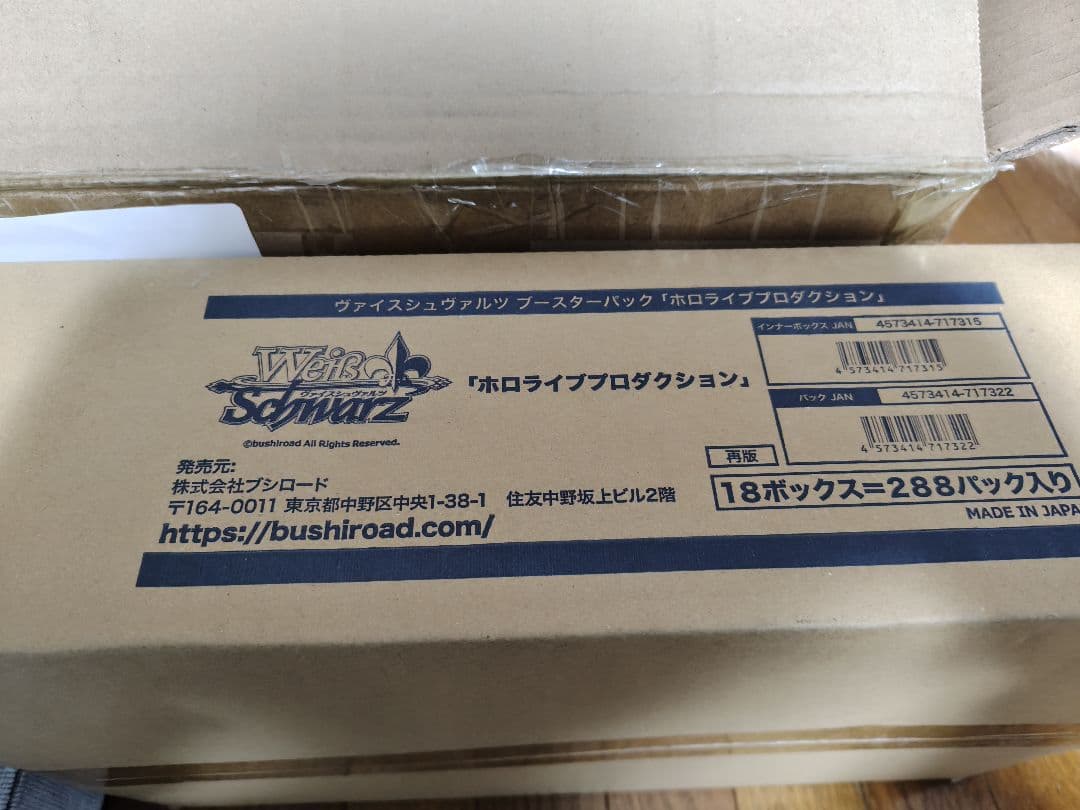 ヴァイスシュヴァルツ ブースターパック「ホロライブプロダクション」
Weiß
ヴァイスシュヴァルツ
Schwarz
©bushiroad All Rights Reserved.
「ホロライブプロダクション」
インナーボックス JAN 4573414-717315
4 573414 717315
パック JAN 4573414-717322
4 573414 717322
再版
18ボックス=288パック入り
MADE IN JAPA
発売元:
株式会社ブシロード
〒164-0011 東京都中野区中央1-38-1 住友中野坂上ビル2階
https://bushiroad.com/